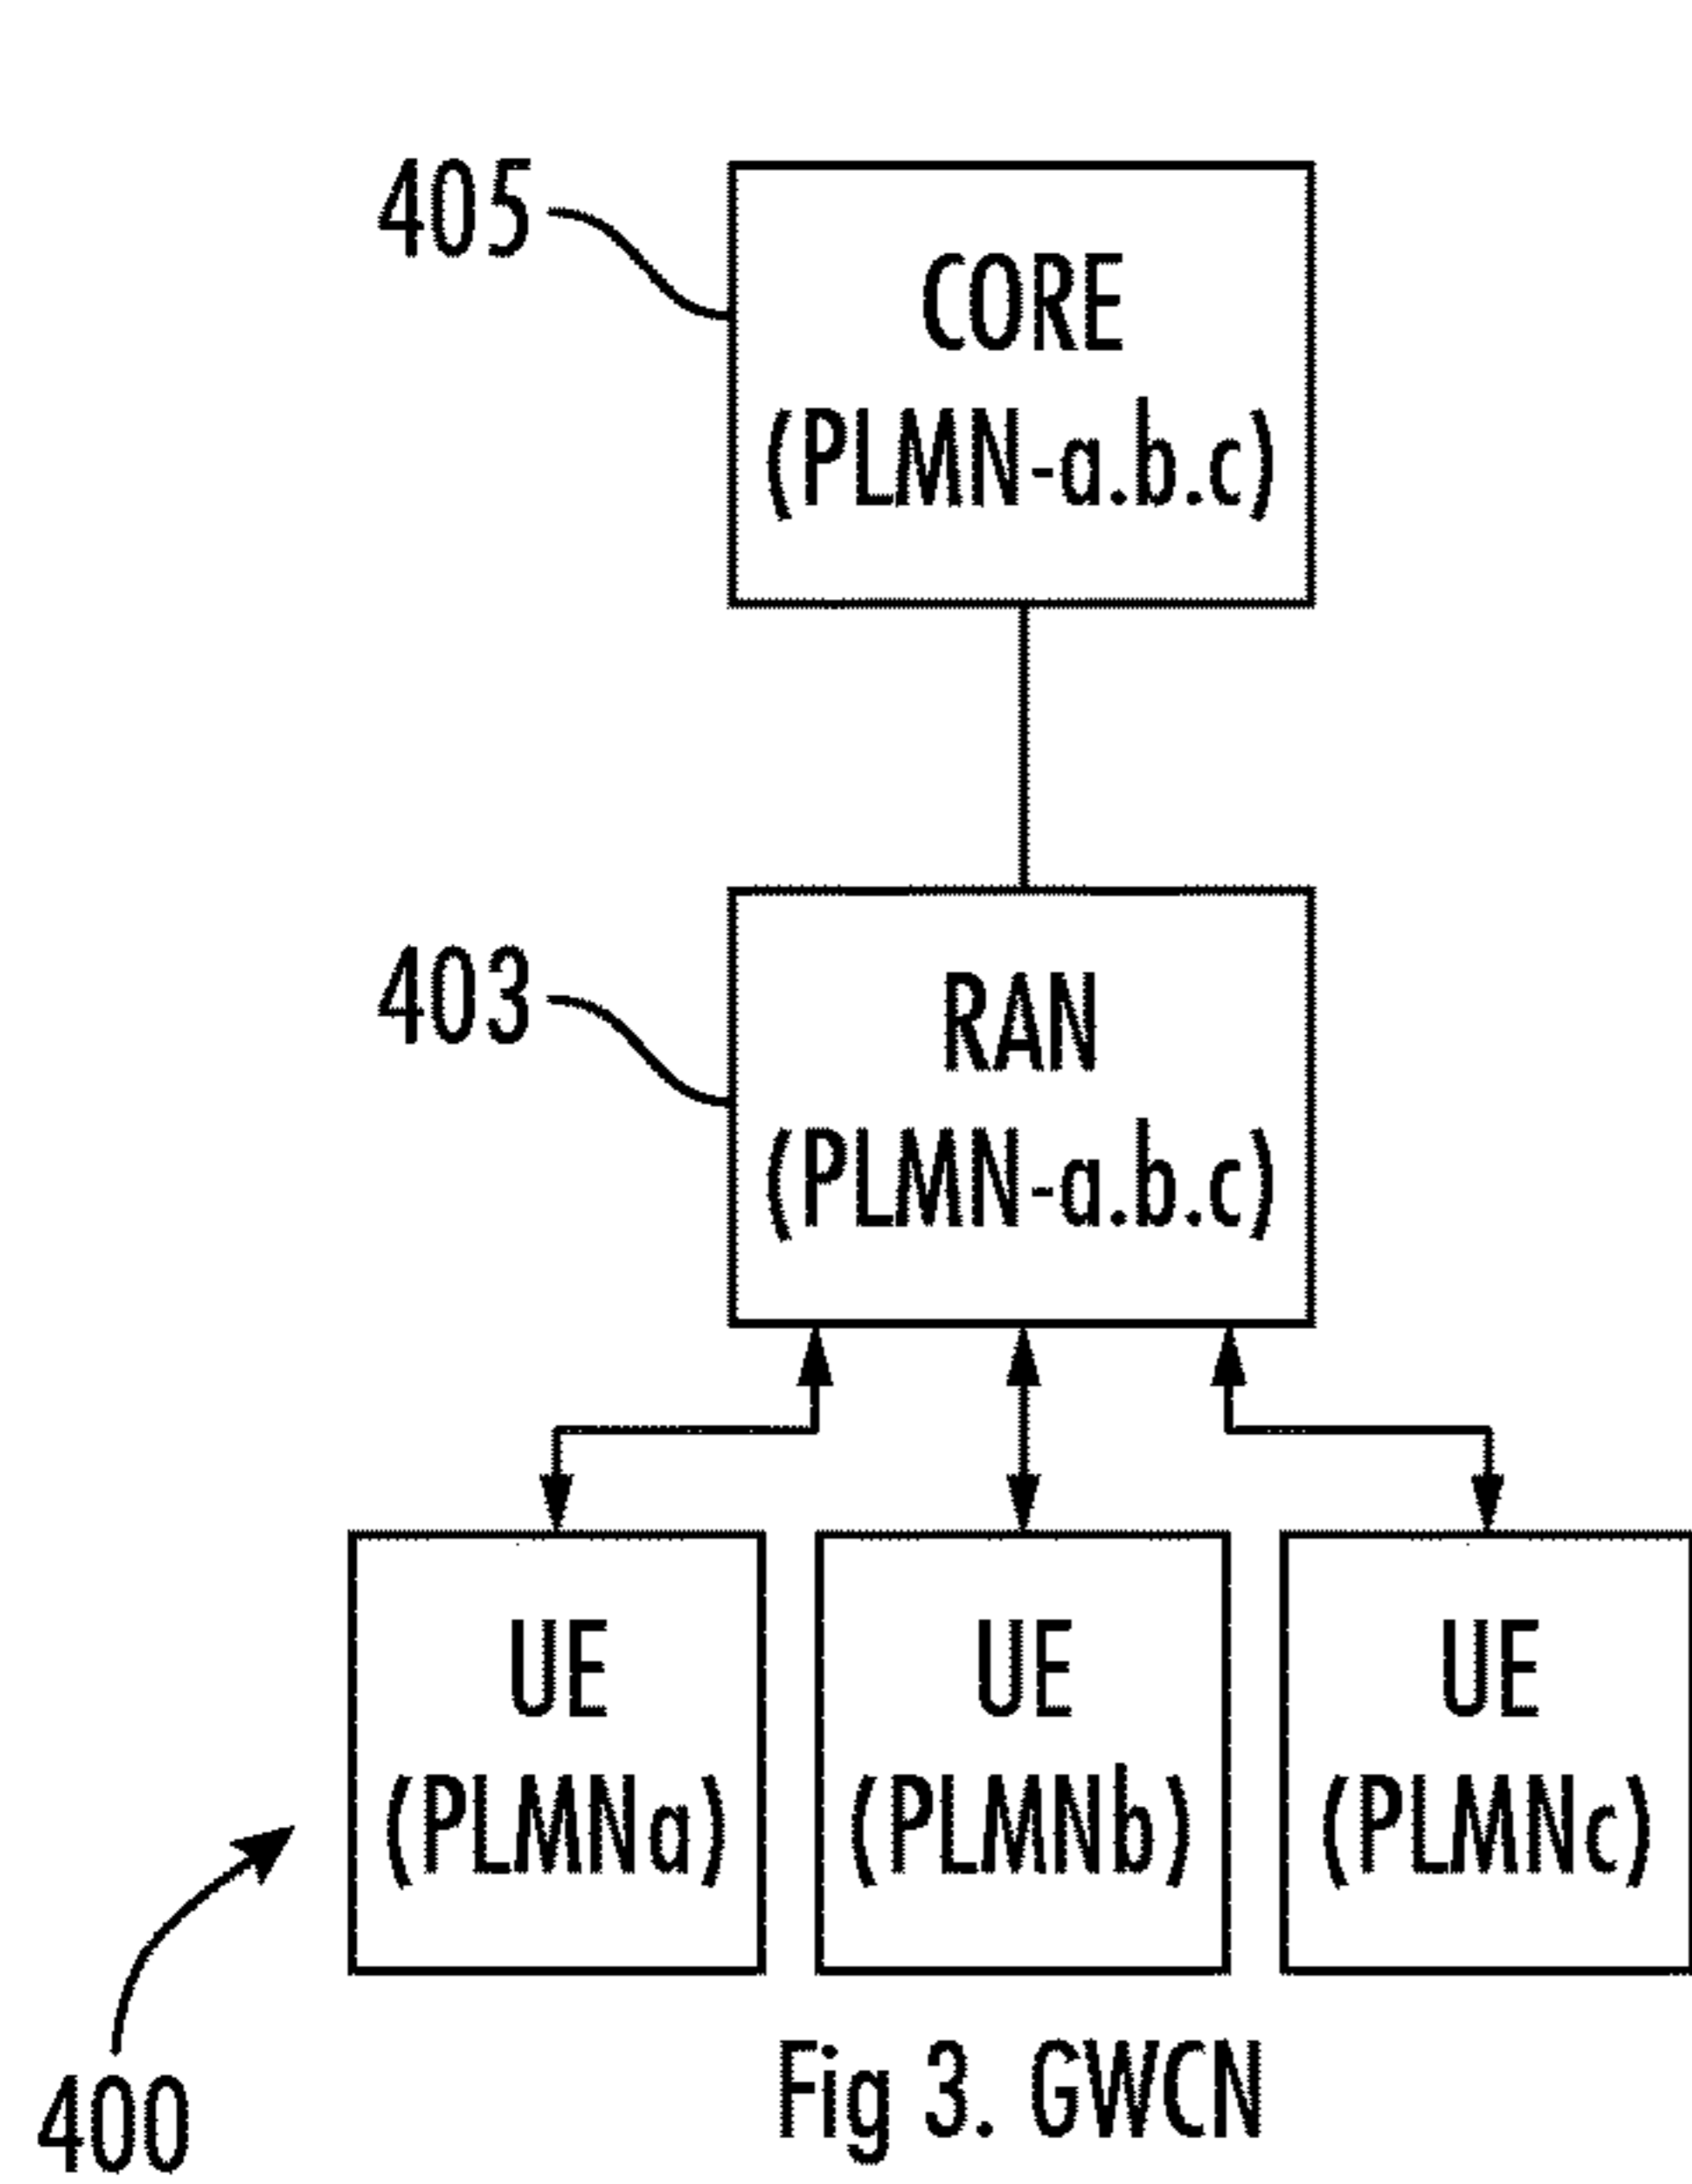 405
CORE
(PLMN-a.b.c)
403
RAN
(PLMN-a.b.c)
UE
(PLMNa)
UE
(PLMNb)
UE
(PLMNc)
400
Fig 3. GWCN